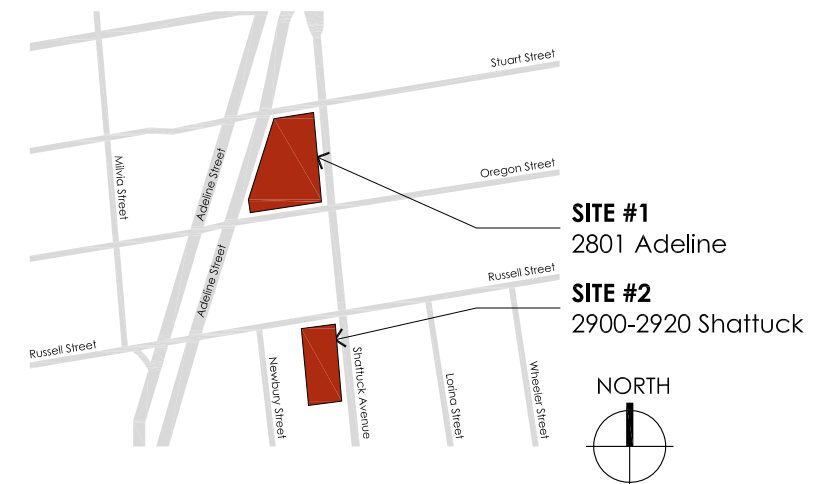 Stuart Street
Milvia Street
Adeline Street
Oregon Street
SITE #1
2801 Adeline
Adeline Street
Russell Street
SITE #2
2900-2920 Shattuck
Russell Street
Newbury Street
Shattuck Avenue
Lorina Street
Wheeler Street
NORTH